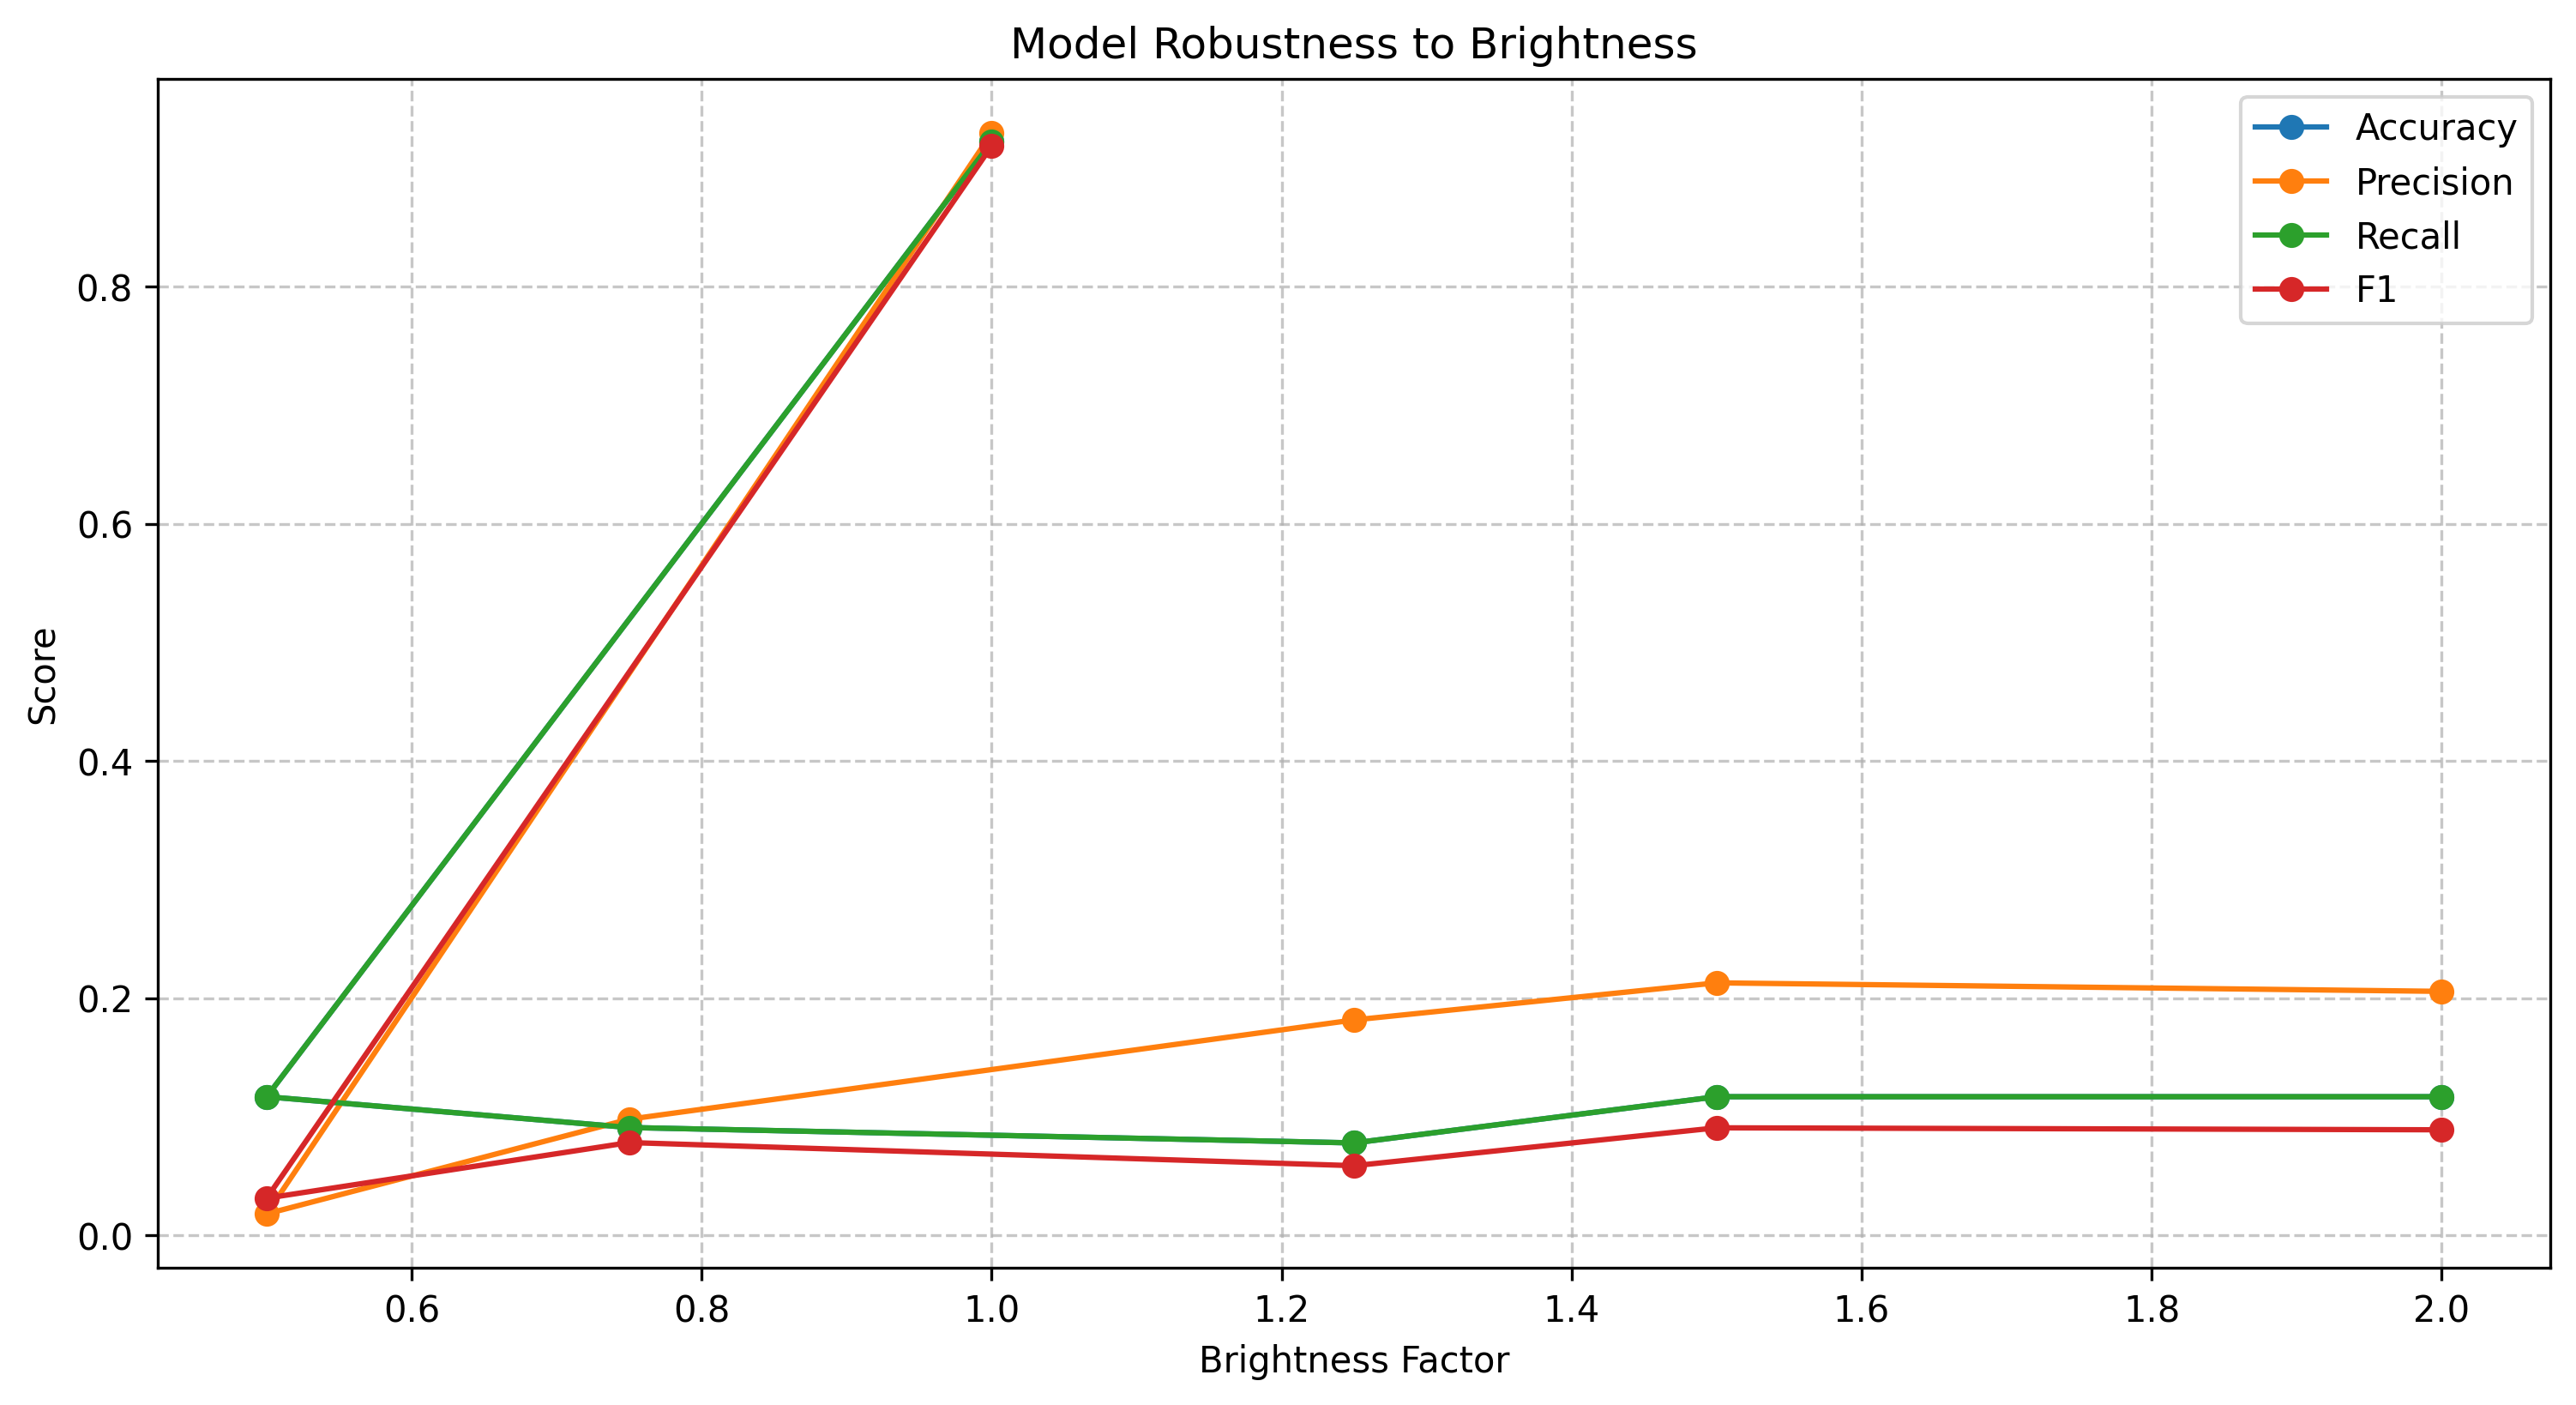 Model Robustness to Brightness
Accuracy
Precision
Recall
F1
0.8
0.6
0.4
0.2
0.0
Score
0.6 0.8 1.0 1.2 1.4 1.6 1.8 2.0
Brightness Factor